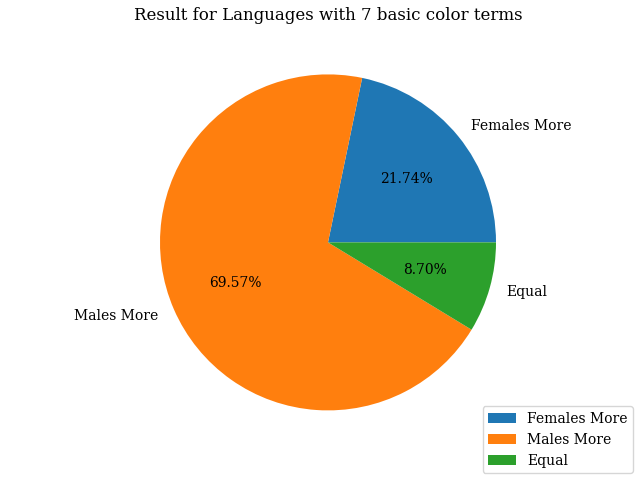 Result for Languages with 7 basic color terms
Females More
21.74%
8.70%
69.57%
Equal
Males More
Females More
Males More
Equal